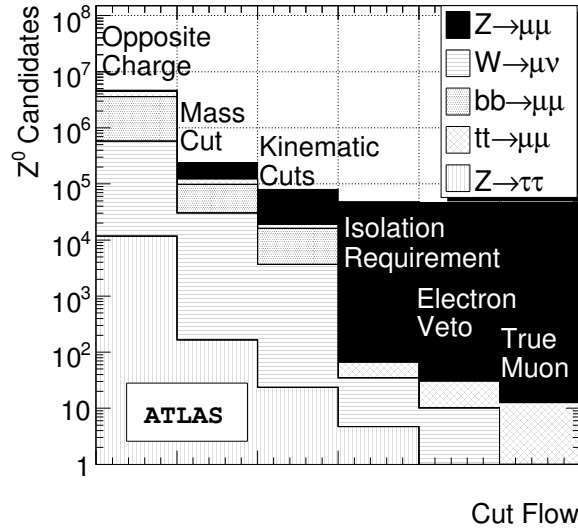 Z⁰ Candidates
10⁸
10⁷
10⁶
10⁵
10⁴
10³
10²
10
1
Opposite
Charge
Mass
Cut
Kinematic
Cuts
Isolation
Requirement
Electron
Veto
True
Muon
Z→μμ
W→μν
bb→μμ
tt→μμ
Z→ττ
ATLAS
Cut Flow